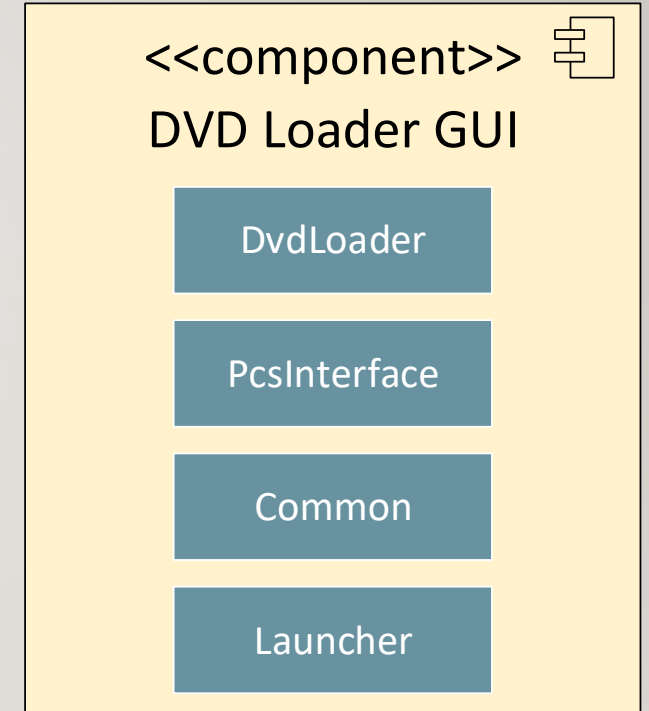 <<component>>
DVD Loader GUI
DvdLoader
PcsInterface
Common
Launcher